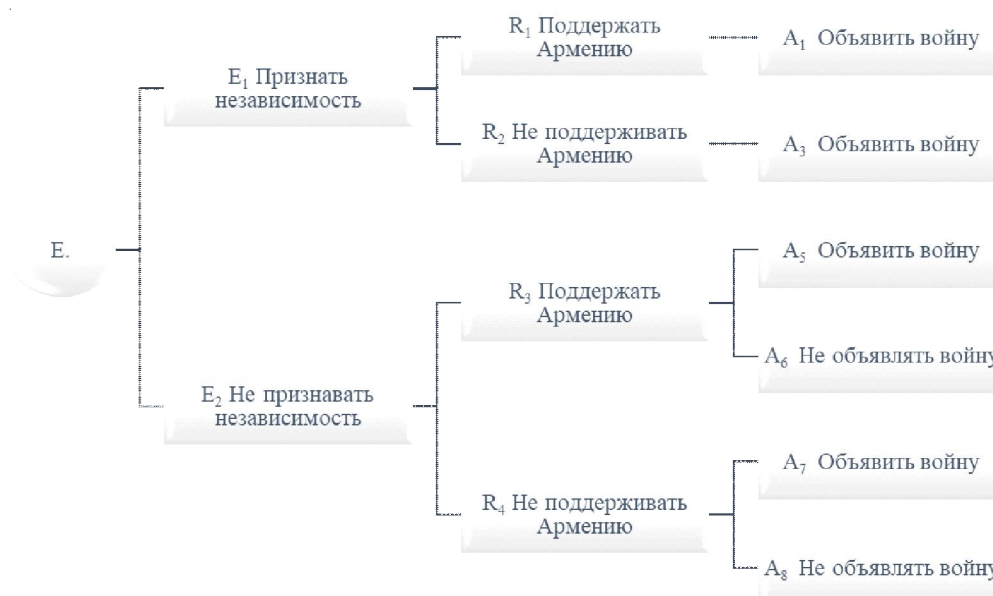 R₁ Поддержать
Армению
A₁ Объявить войну
E₁ Признать
независимость
R₂ Не поддерживать
Армению
A₃ Объявить войну
E.
A₅ Объявить войну
R₃ Поддержать
Армению
A₆ Не объявлять войну
E₂ Не признавать
независимость
A₇ Объявить войну
R₄ Не поддерживать
Армению
A₈ Не объявлять войну